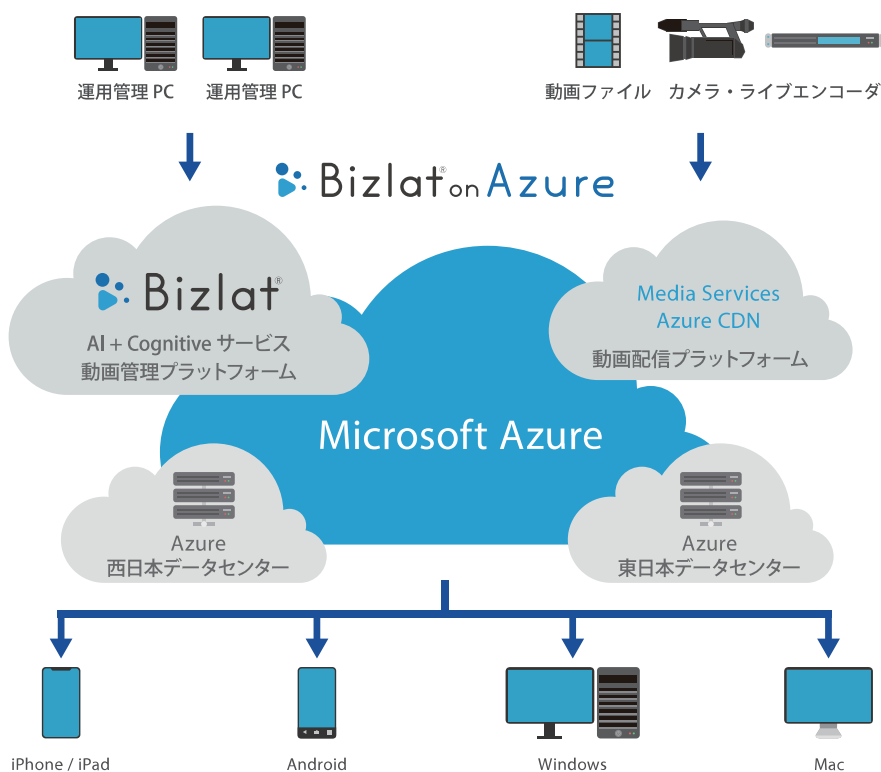 運用管理 PC
運用管理 PC
動画ファイル
カメラ・ライブエンコーダ
Bizlat® on Azure
Bizlat®
AI + Cognitive サービス
動画管理プラットフォーム
Media Services
Azure CDN
動画配信プラットフォーム
Microsoft Azure
Azure
西日本データセンター
Azure
東日本データセンター
iPhone / iPad
Android
Windows
Mac